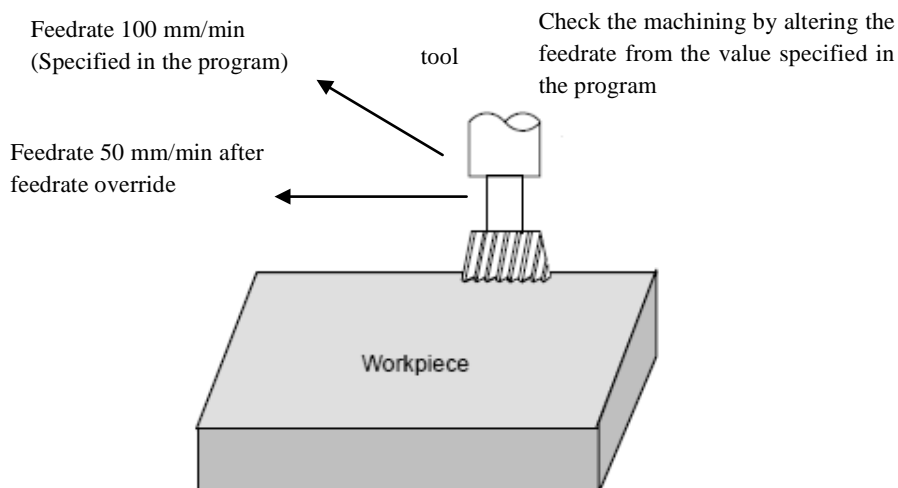 Feedrate 100 mm/min
(Specified in the program)
tool
Check the machining by altering the
feedrate from the value specified in
the program
Feedrate 50 mm/min after
feedrate override
Workpiece